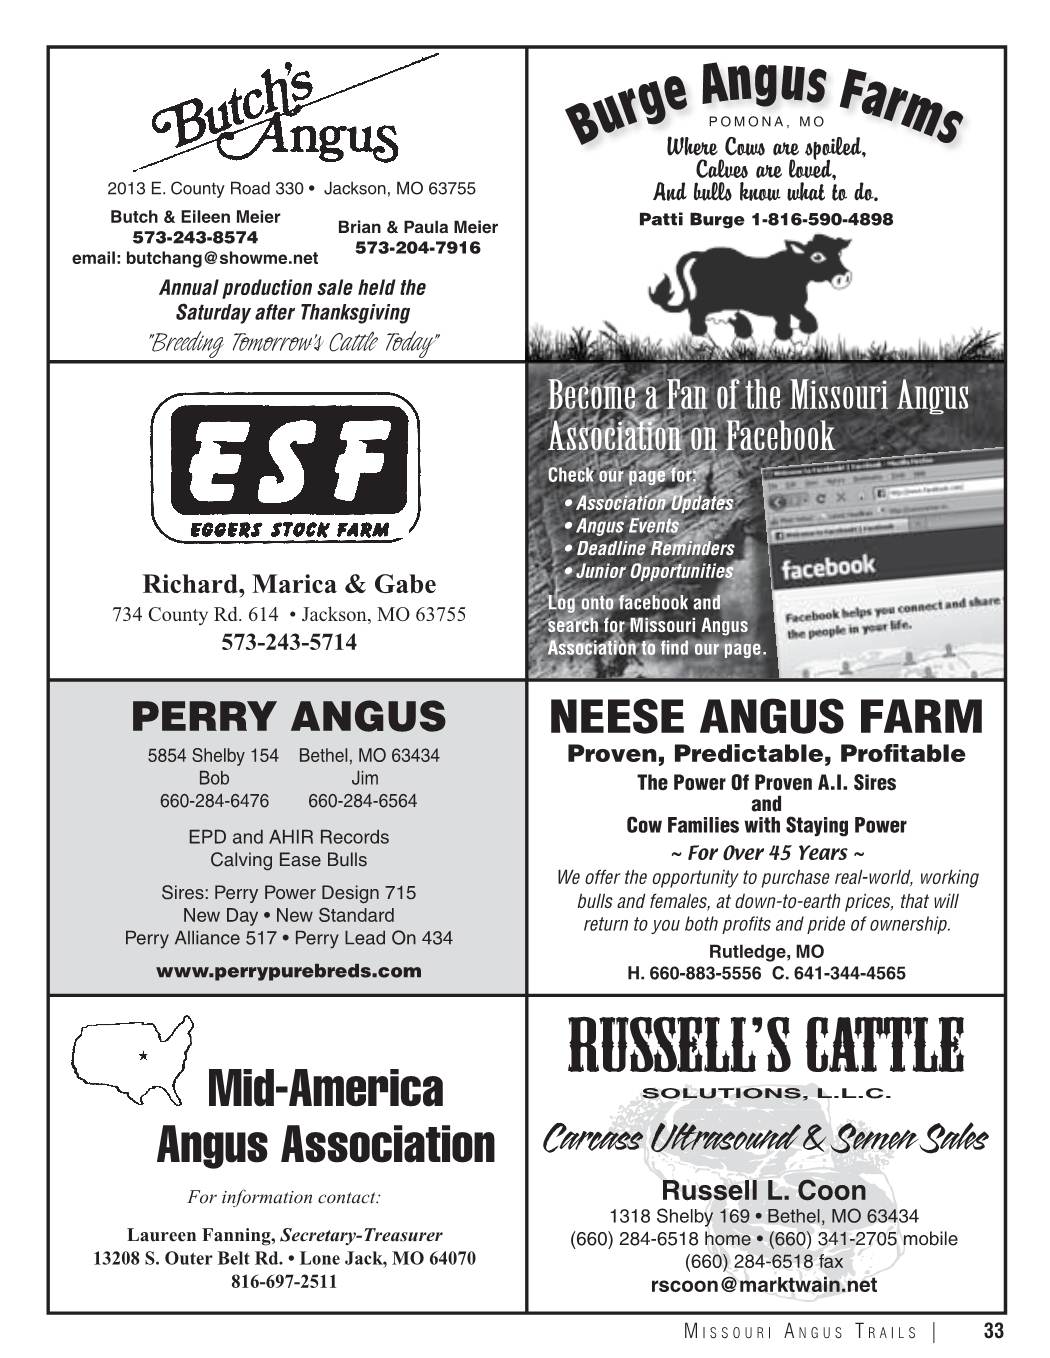 Butch's
Angus
2013 E. County Road 330 • Jackson, MO 63755
Butch & Eileen Meier
573-243-8574
email: butchang@showme.net
Brian & Paula Meier
573-204-7916
Annual production sale held the
Saturday after Thanksgiving
"Breeding Tomorrow's Cattle Today"
Burge Angus Farms
POMONA, MO
Where Cows are spoiled,
Calves are loved,
And bulls know what to do.
Patti Burge 1-816-590-4898
ESF
EGGERS STOCK FARM
Richard, Marica & Gabe
734 County Rd. 614 • Jackson, MO 63755
573-243-5714
Become a Fan of the Missouri Angus
Association on Facebook
Check our page for:
• Association Updates
• Angus Events
• Deadline Reminders
• Junior Opportunities
Log onto facebook and
search for Missouri Angus
Association to find our page.
facebook
Facebook helps you connect and share
the people in your life.
PERRY ANGUS
5854 Shelby 154 Bethel, MO 63434
Bob Jim
660-284-6476 660-284-6564
EPD and AHIR Records
Calving Ease Bulls
Sires: Perry Power Design 715
New Day • New Standard
Perry Alliance 517 • Perry Lead On 434
www.perrypurebreds.com
NEESE ANGUS FARM
Proven, Predictable, Profitable
The Power Of Proven A.I. Sires
and
Cow Families with Staying Power
~ For Over 45 Years ~
We offer the opportunity to purchase real-world, working
bulls and females, at down-to-earth prices, that will
return to you both profits and pride of ownership.
Rutledge, MO
H. 660-883-5556 C. 641-344-4565
Mid-America
Angus Association
For information contact:
Laureen Fanning, Secretary-Treasurer
13208 S. Outer Belt Rd. • Lone Jack, MO 64070
816-697-2511
RUSSELL'S CATTLE
SOLUTIONS, L.L.C.
Carcass Ultrasound & Semen Sales
Russell L. Coon
1318 Shelby 169 • Bethel, MO 63434
(660) 284-6518 home • (660) 341-2705 mobile
(660) 284-6518 fax
rscoon@marktwain.net
MISSOURI ANGUS TRAILS | 33